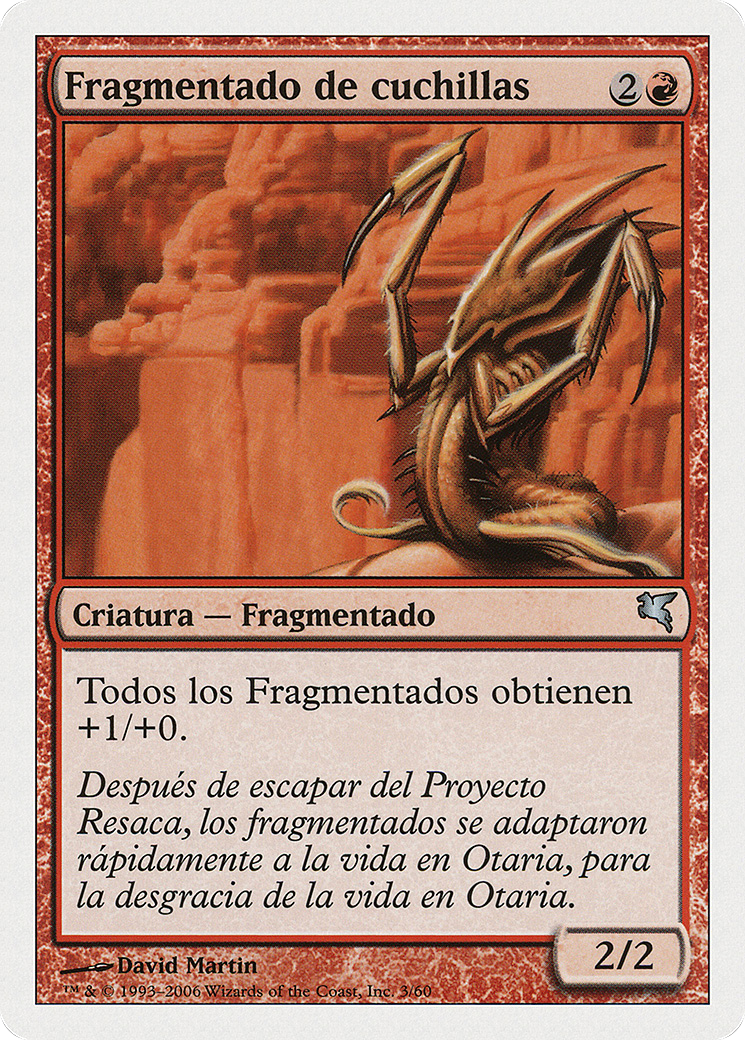 Fragmentado de cuchillas 2
Criatura — Fragmentado
Todos los Fragmentados obtienen
+1/+0.
Después de escapar del Proyecto
Resaca, los fragmentados se adaptaron
rápidamente a la vida en Otaria, para
la desgracia de la vida en Otaria.
2/2
David Martin
™ & © 1993–2006 Wizards of the Coast, Inc. 3/60